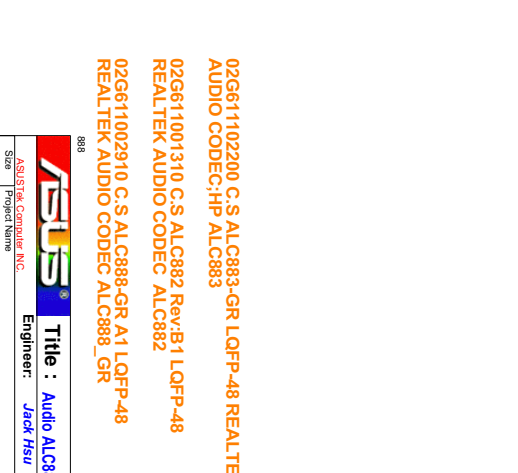 02G611102200 C.S ALC883-GR LQFP-48 REALTE
AUDIO CODEC;HP ALC883
02G611001310 C.S ALC882 Rev:B1 LQFP-48
REALTEK AUDIO CODEC ALC882
02G611002910 C.S ALC888-GR A1 LQFP-48
REALTEK AUDIO CODEC ALC888_GR
888
ASUS®
Title : Audio ALC8
ASUSTek Computer INC.
Engineer: Jack Hsu
Size
Project Name